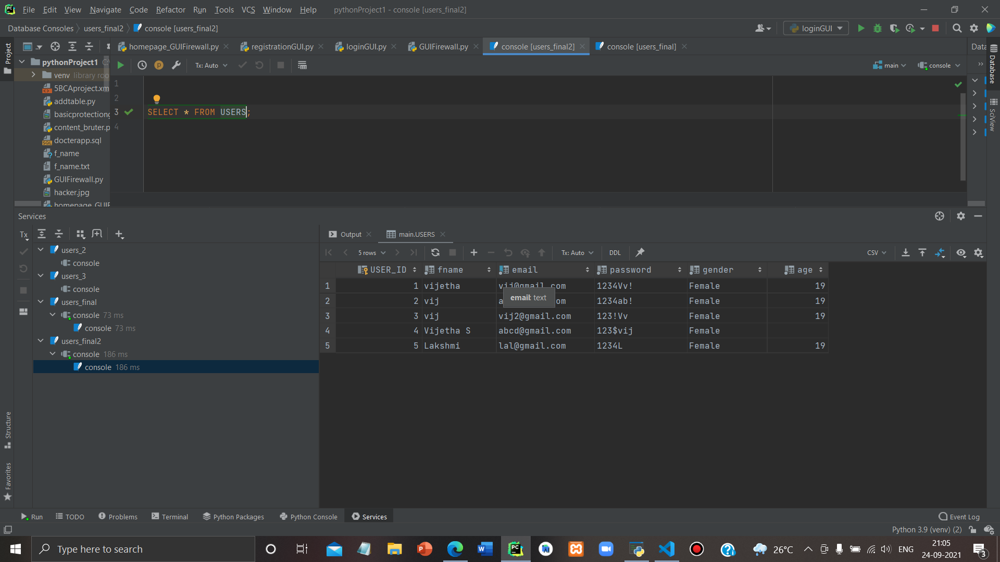 File Edit View Navigate Code Refactor Run Tools VCS Window Help pythonProject1 - console [users_final2]
Database Consoles users_final2 console [users_final2] loginGUI
Project homepage_GUIFirewall.py registrationGUI.py loginGUI.py GUIFirewall.py console [users_final2] console [users_final] Data Database
pythonProject1 Tx: Auto main console
venv library roo
5BCAproject.xm
addtable.py
basicprotection
content_bruter.p
docterapp.sql
f_name
f_name.txt
GUIFirewall.py
hacker.jpg
homepage_GUIF
1
2
3 SELECT * FROM USERS;
4
SciView
Services
Tx Output main.USERS
5 rows Tx: Auto DDL CSV
users_2
console
users_3
console
users_final
console 73 ms
console 73 ms
users_final2
console 186 ms
console 186 ms
USER_ID fname email password gender age
1 1 vijetha vij@gmail.com 1234Vv! Female 19
2 2 vij a om 1234ab! Female 19
email: text
3 3 vij vij2@gmail.com 123!Vv Female 19
4 4 Vijetha S abcd@gmail.com 123$vij Female
5 5 Lakshmi lal@gmail.com 1234L Female 19
Structure
Favorites
Run TODO Problems Terminal Python Packages Python Console Services Event Log
Python 3.9 (venv) (2)
Type here to search 26°C ENG 21:05
24-09-2021 3